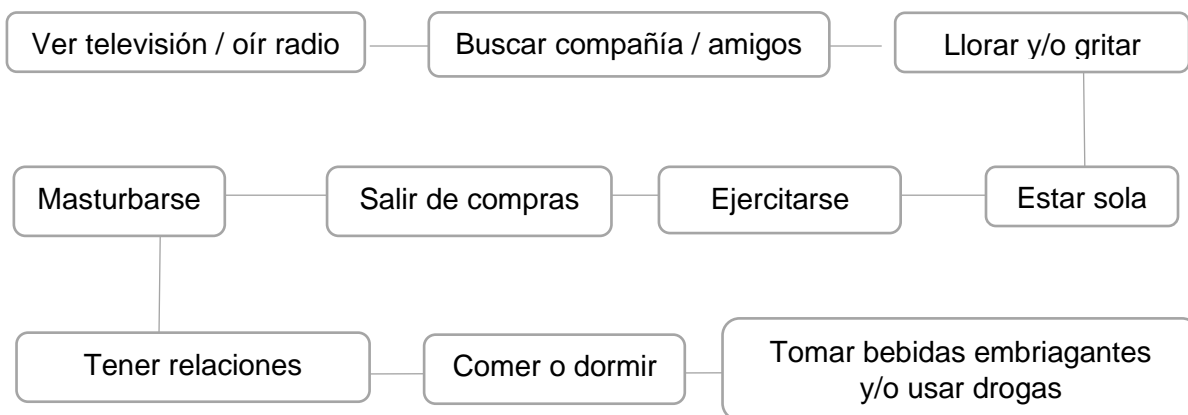 Ver televisión / oír radio
Buscar compañía / amigos
Llorar y/o gritar
Masturbarse
Salir de compras
Ejercitarse
Estar sola
Tener relaciones
Comer o dormir
Tomar bebidas embriagantes
y/o usar drogas